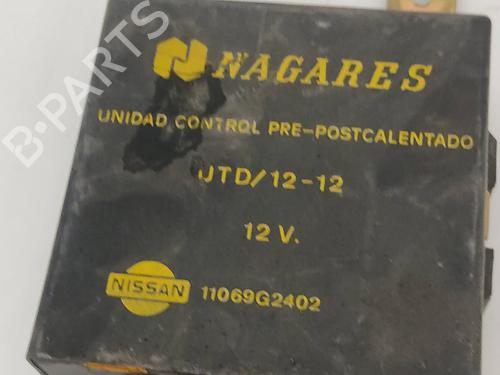 B-PARTS
NAGARES
UNIDAD CONTROL PRE-POSTCALENTADO
UTD/12-12
12 V.
NISSAN 11069G2402